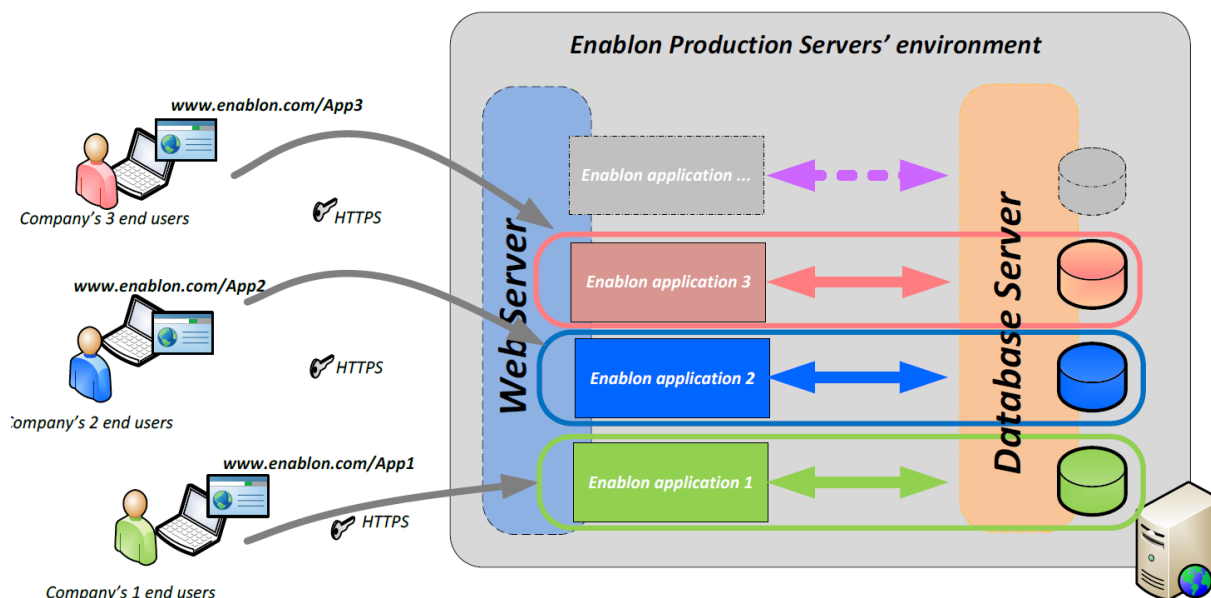 Enablon Production Servers' environment
www.enablon.com/App3
Enablon application ...
Company's 3 end users
HTTPS
Web Server
Database Server
Enablon application 3
www.enablon.com/App2
HTTPS
Enablon application 2
Company's 2 end users
www.enablon.com/App1
Enablon application 1
HTTPS
Company's 1 end users